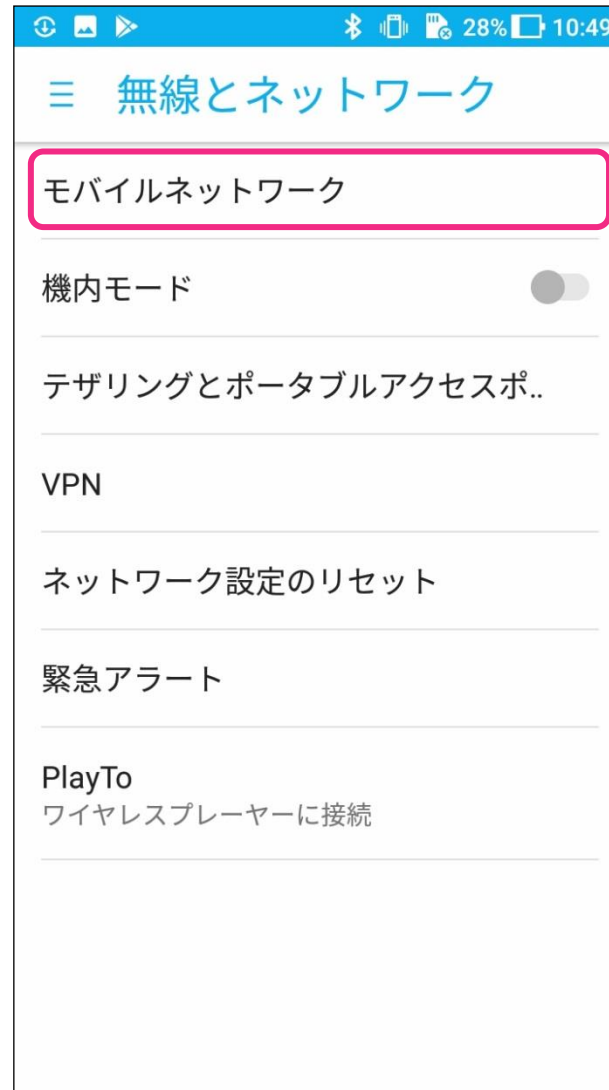 28% 10:49
無線とネットワーク
モバイルネットワーク
機内モード
テザリングとポータブルアクセスポ..
VPN
ネットワーク設定のリセット
緊急アラート
PlayTo
ワイヤレスプレーヤーに接続